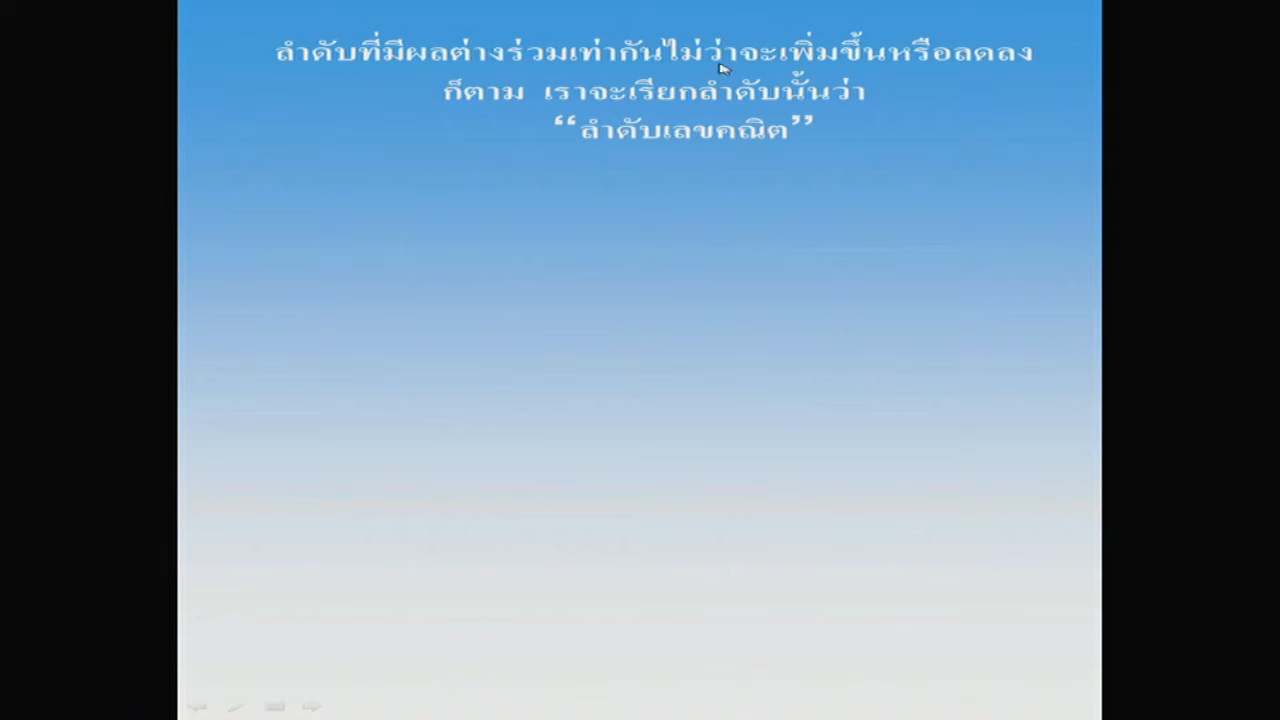 ลำดับที่มีผลต่างร่วมเท่ากันไม่ว่าจะเพิ่มขึ้นหรือลดลง
ก็ตาม เราจะเรียกลำดับนั้นว่า
“ลำดับเลขคณิต”